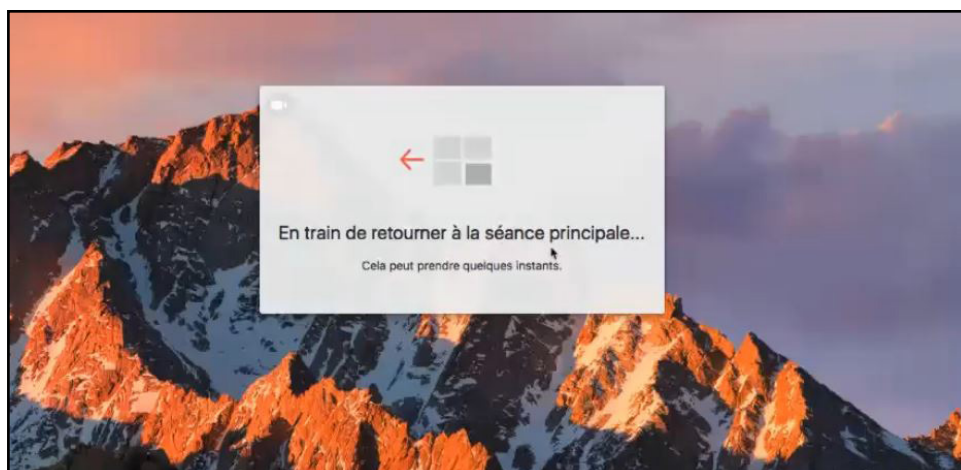 En train de retourner à la séance principale...
Cela peut prendre quelques instants.